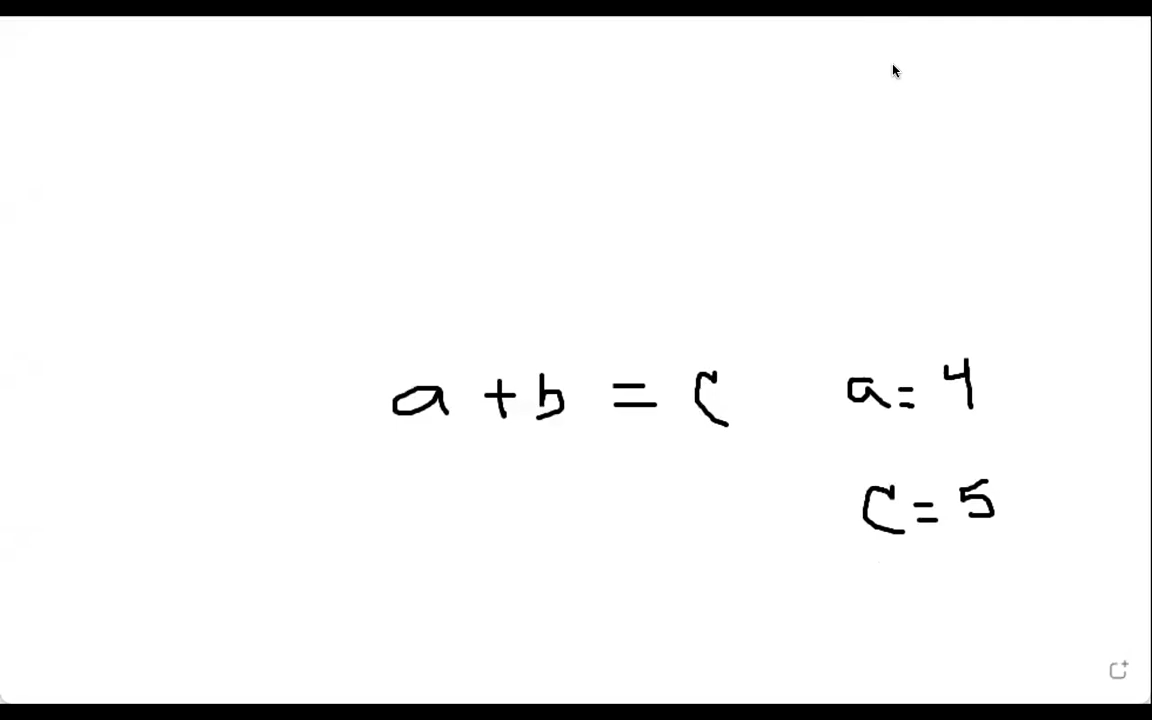 a + b = c a = 4
c = 5